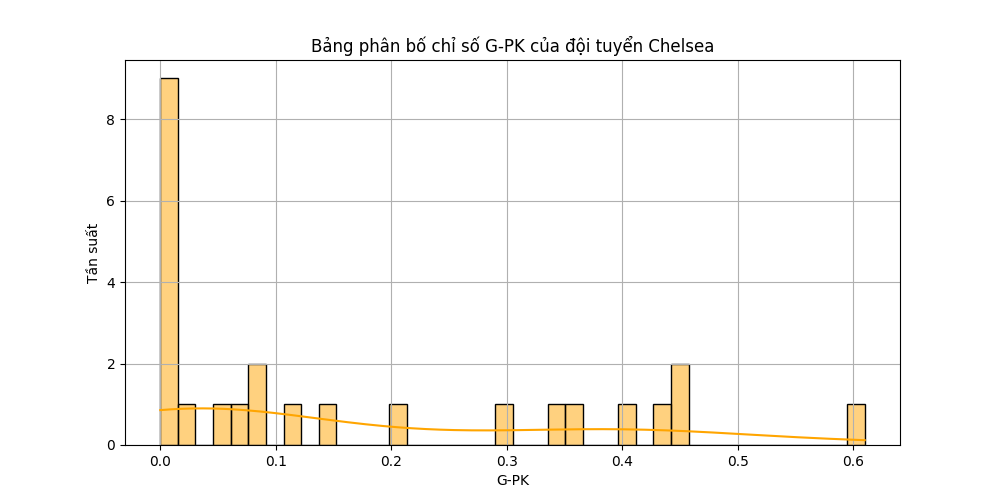 Bảng phân bố chỉ số G-PK của đội tuyển Chelsea
Tần suất
8
6
4
2
0
0.0 0.1 0.2 0.3 0.4 0.5 0.6
G-PK